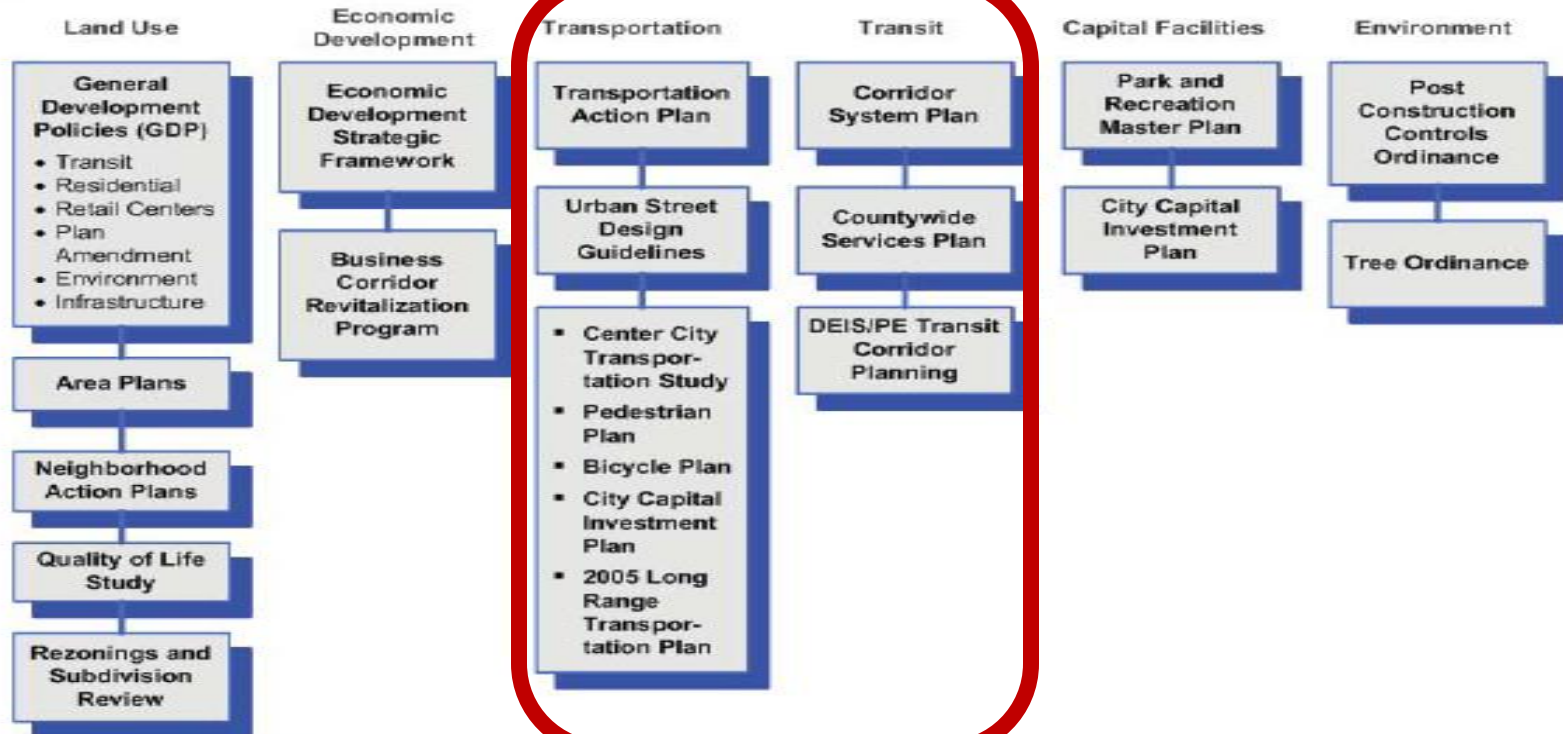 Land Use
General
Development
Policies (GDP)
• Transit
• Residential
• Retail Centers
• Plan
Amendment
• Environment
• Infrastructure
Area Plans
Neighborhood
Action Plans
Quality of Life
Study
Rezonings and
Subdivision
Review
Economic
Development
Economic
Development
Strategic
Framework
Business
Corridor
Revitalization
Program
Transportation
Transportation
Action Plan
Urban Street
Design
Guidelines
▪ Center City
Transpor-
tation Study
▪ Pedestrian
Plan
▪ Bicycle Plan
▪ City Capital
Investment
Plan
▪ 2005 Long
Range
Transpor-
tation Plan
Transit
Corridor
System Plan
Countywide
Services Plan
DEIS/PE Transit
Corridor
Planning
Capital Facilities
Park and
Recreation
Master Plan
City Capital
Investment
Plan
Environment
Post
Construction
Controls
Ordinance
Tree Ordinance